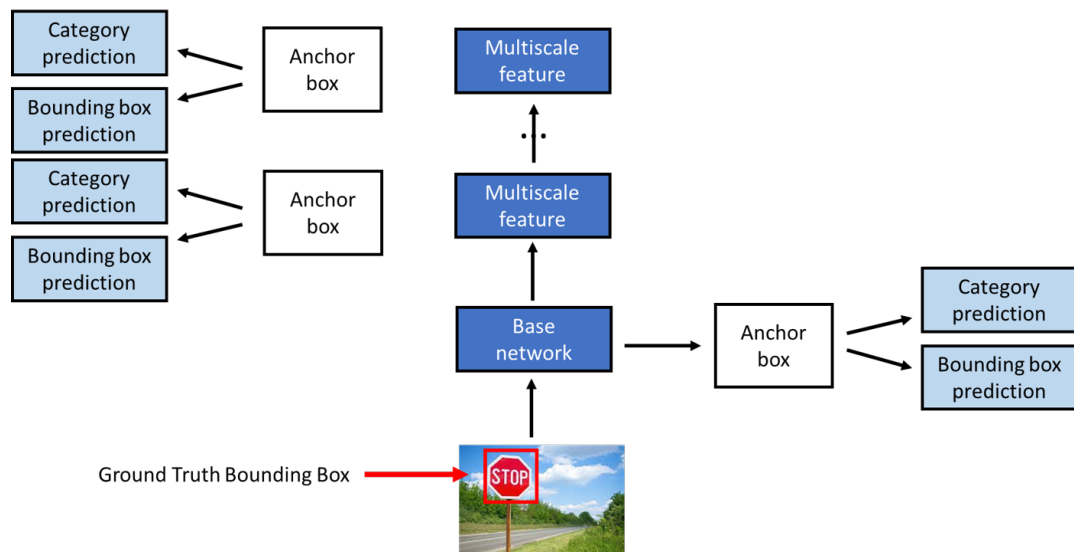 Category
prediction
Bounding box
prediction
Anchor
box
Multiscale
feature
...
Category
prediction
Bounding box
prediction
Anchor
box
Multiscale
feature
Base
network
Anchor
box
Category
prediction
Bounding box
prediction
Ground Truth Bounding Box
STOP